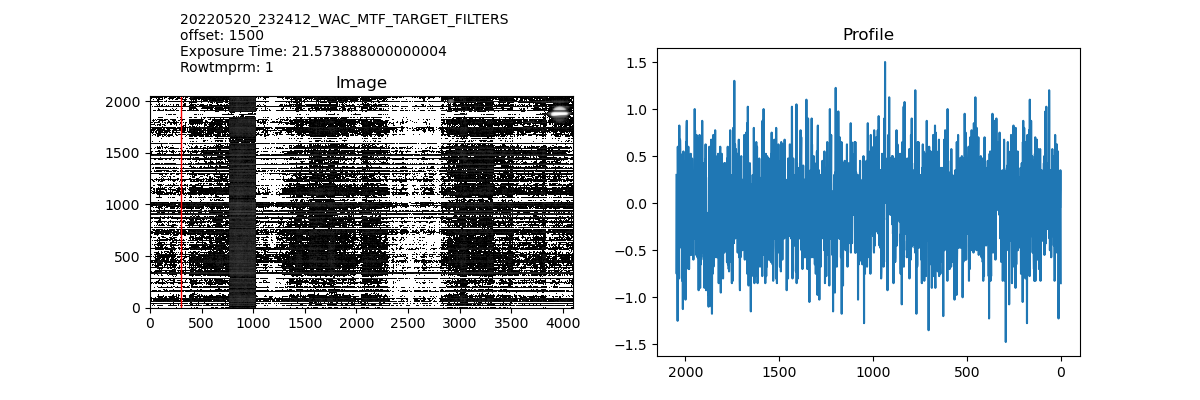 20220520_232412_WAC_MTF_TARGET_FILTERS
offset: 1500
Exposure Time: 21.573888000000004
Rowtmprm: 1
Image
2000
1500
1000
500
0
0 500 1000 1500 2000 2500 3000 3500 4000
Profile
1.5
1.0
0.5
0.0
−0.5
−1.0
−1.5
2000 1500 1000 500 0